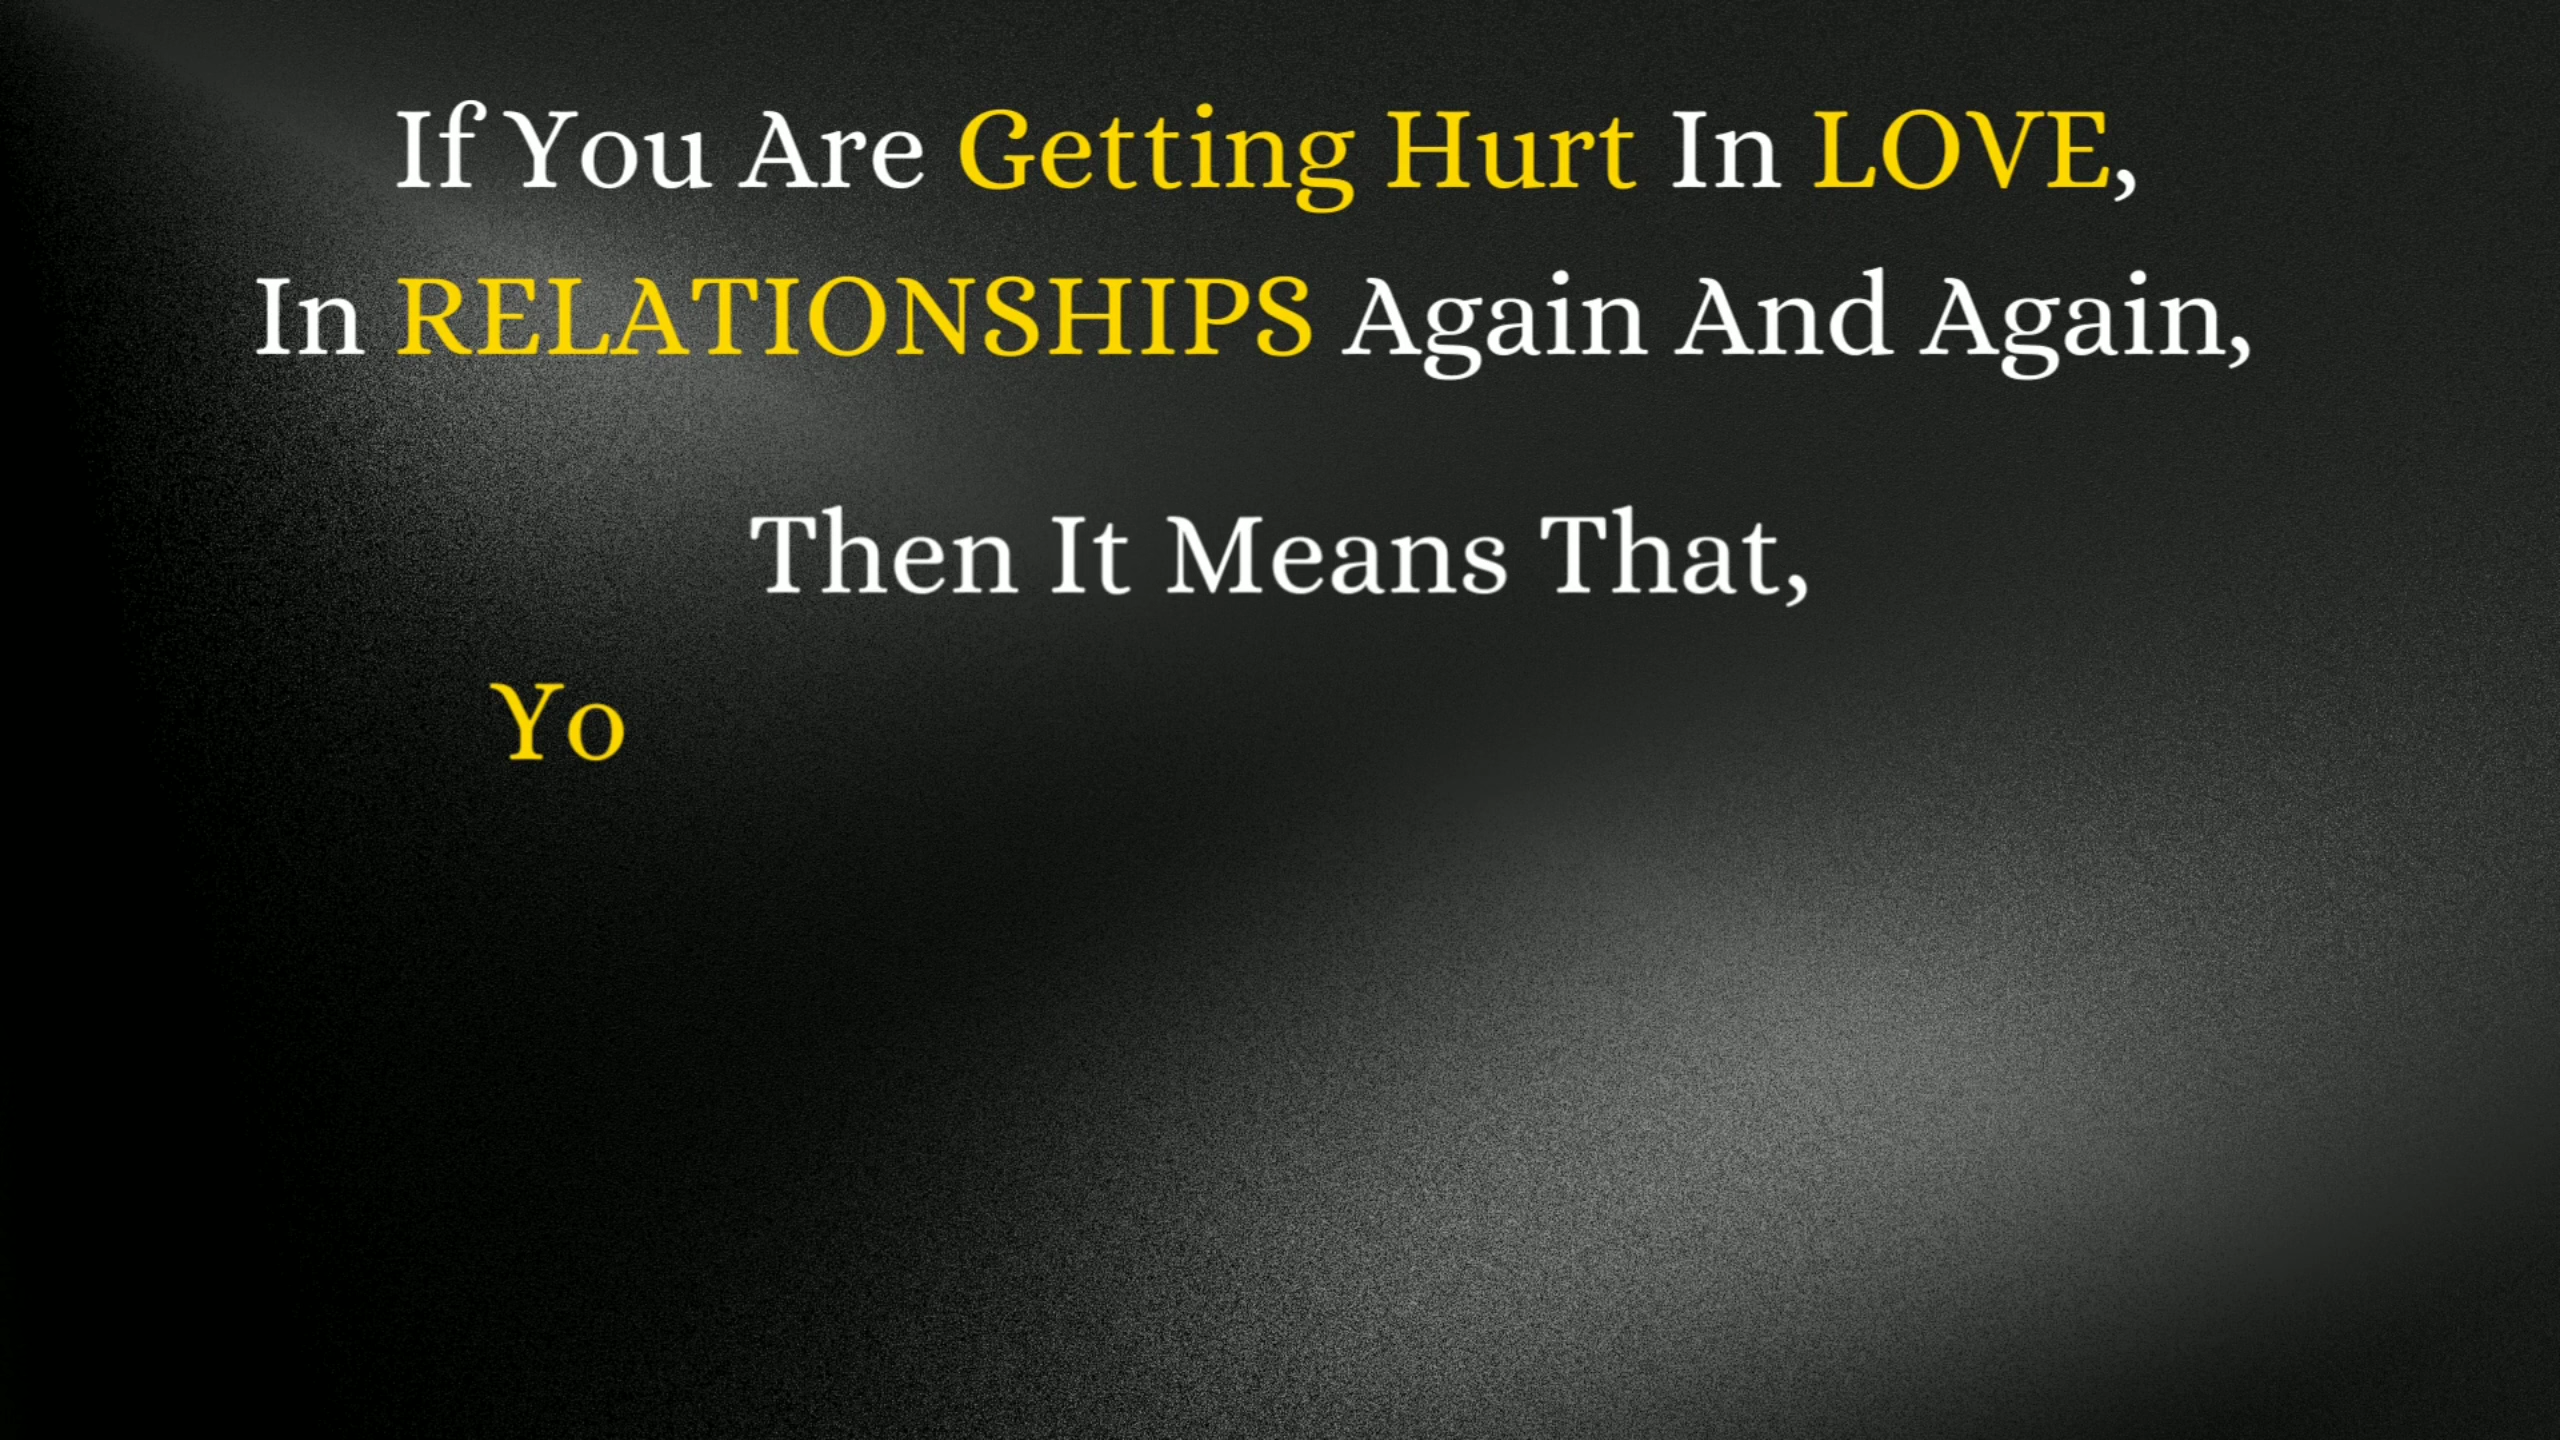 If You Are Getting Hurt In LOVE,
In RELATIONSHIPS Again And Again,
Then It Means That,
Yo